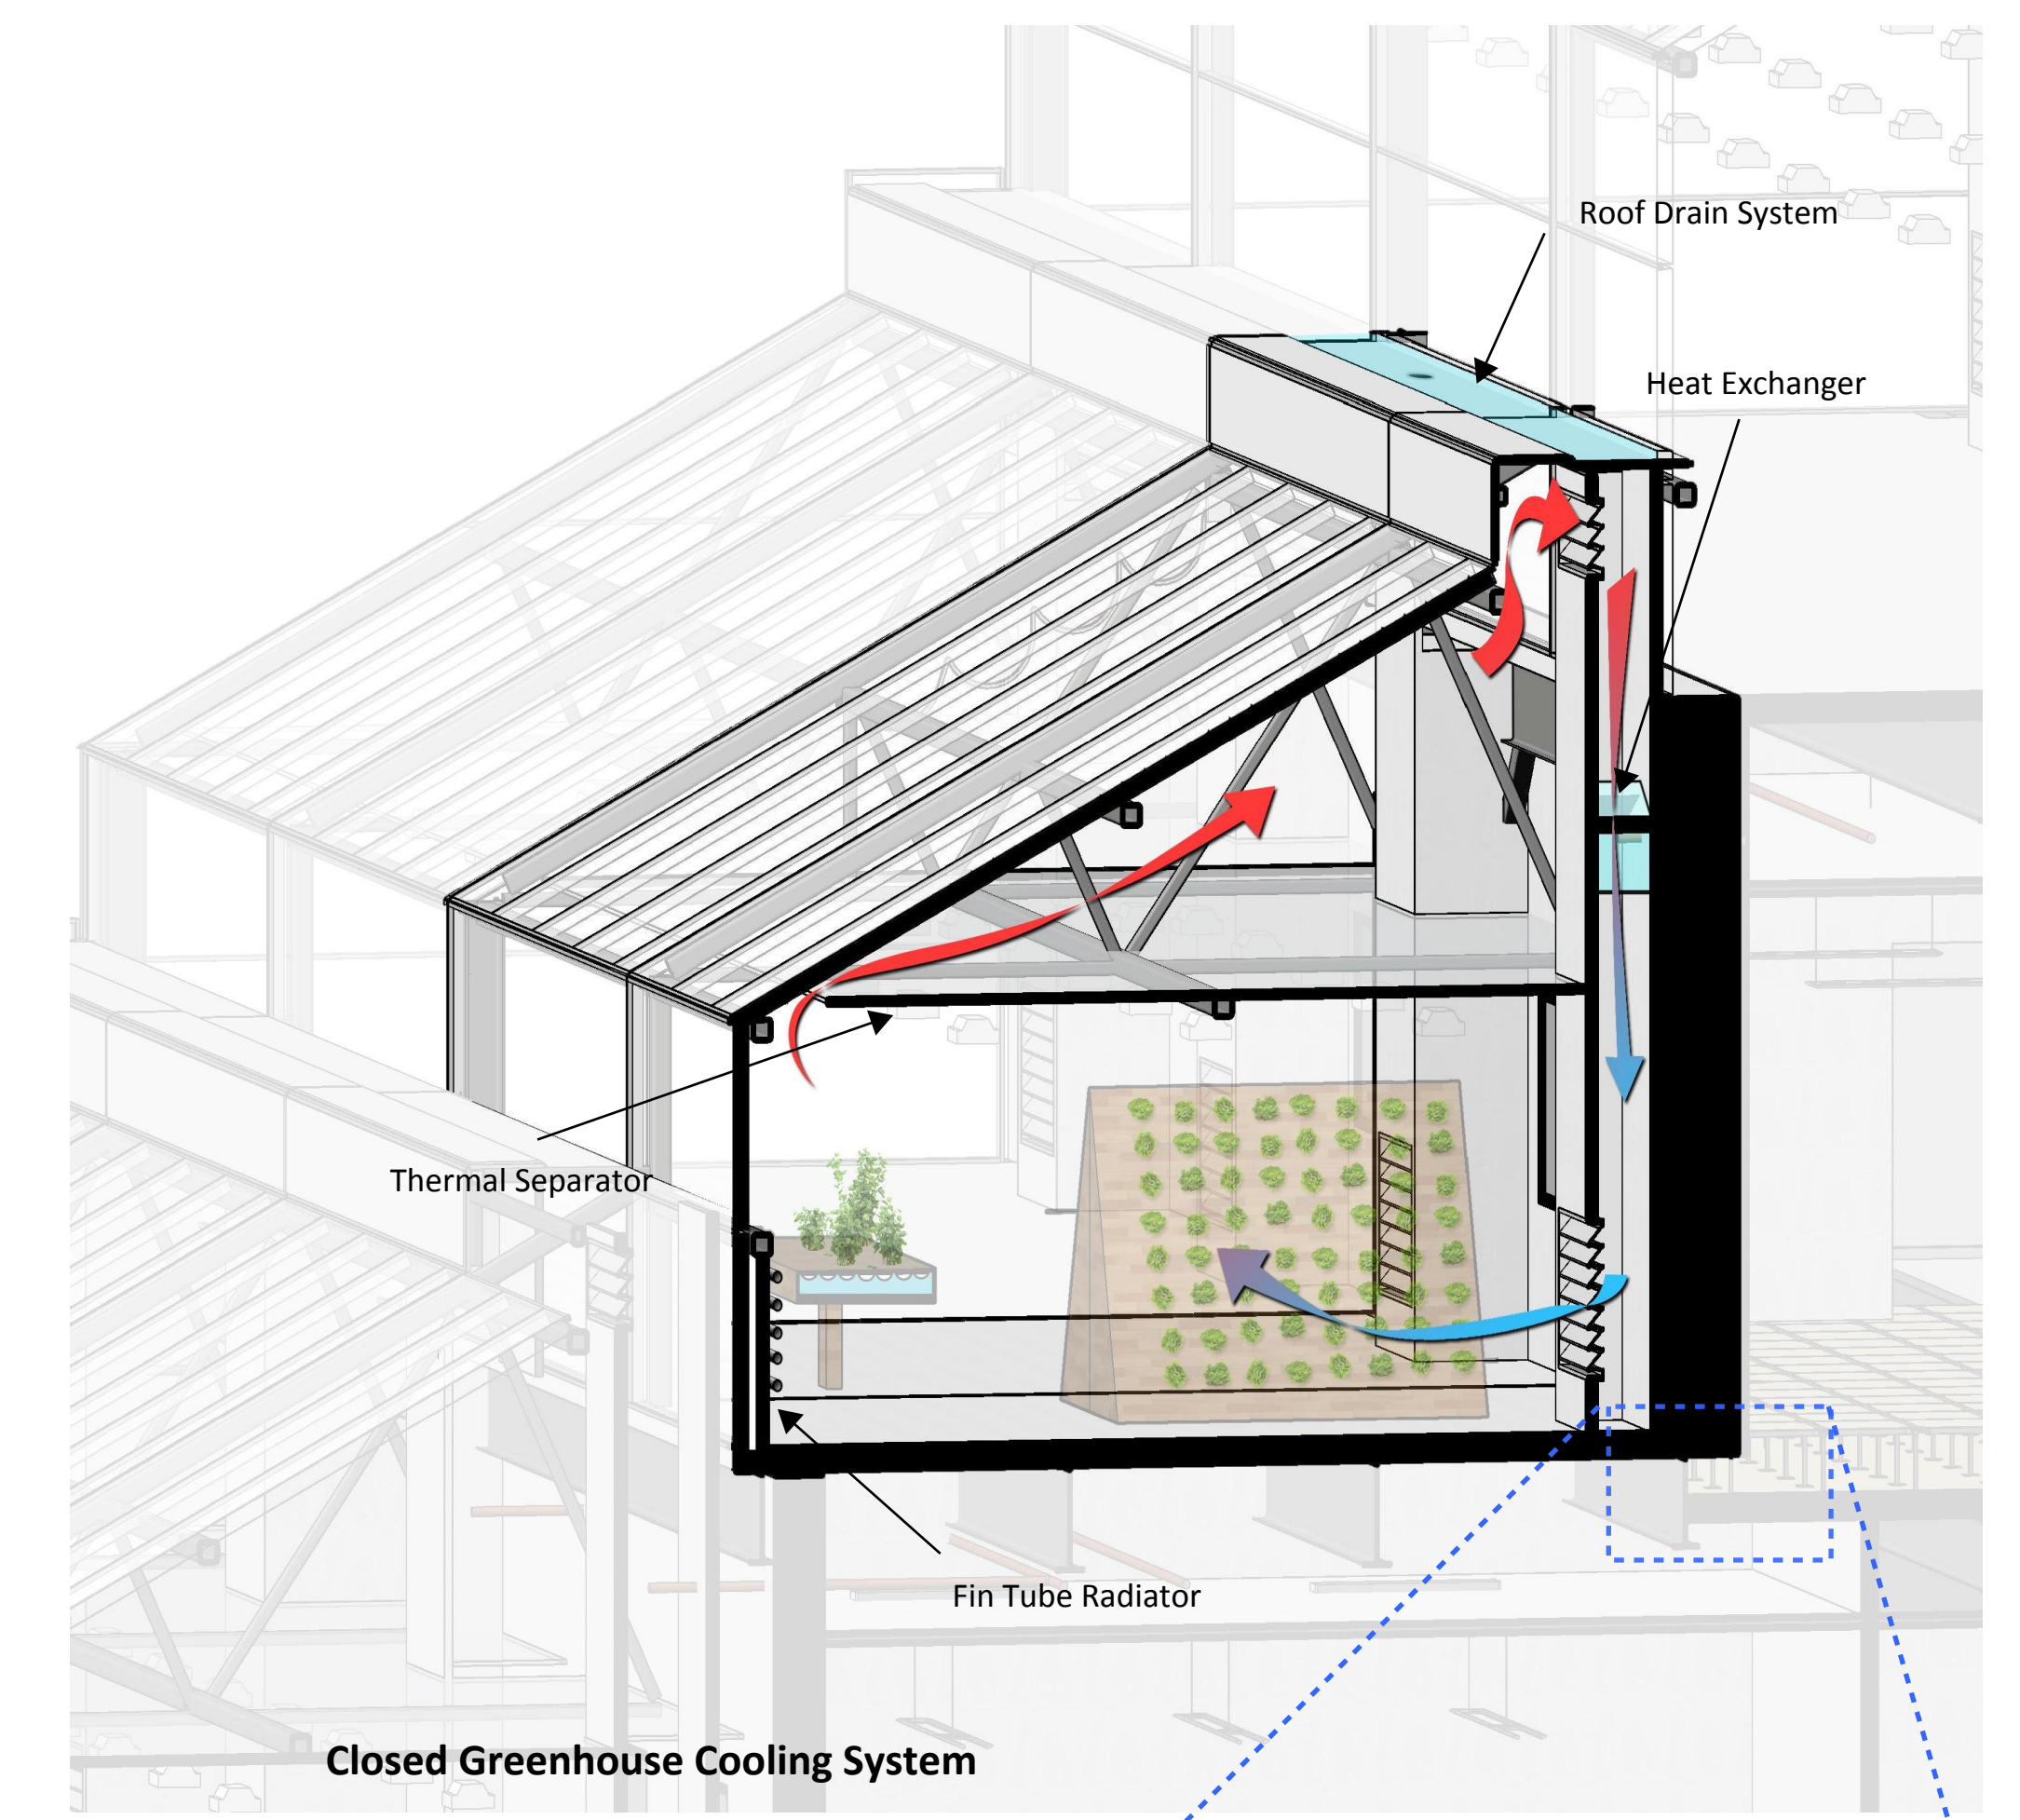 Roof Drain System
Heat Exchanger
Thermal Separator
Fin Tube Radiator
Closed Greenhouse Cooling System